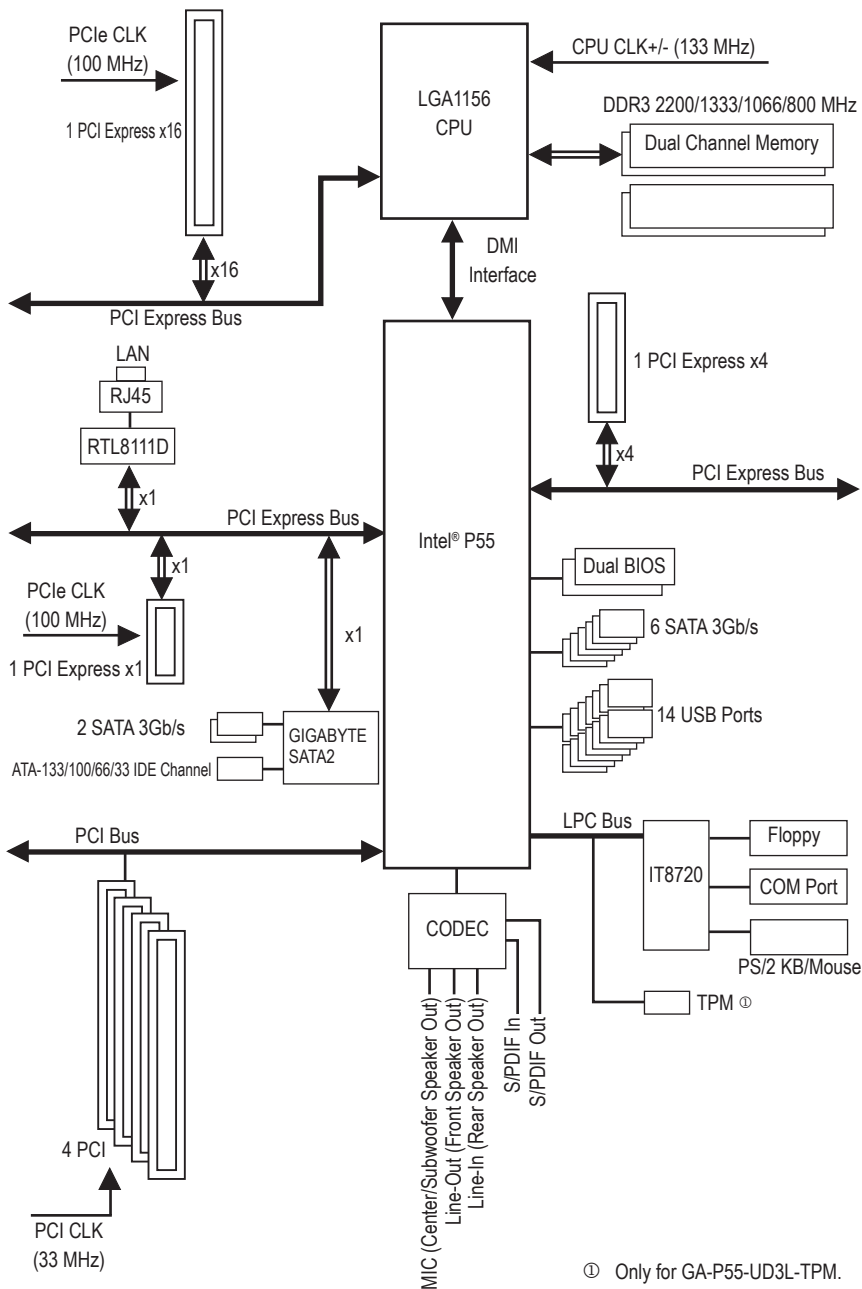 PCIe CLK
(100 MHz)
1 PCI Express x16
x16
PCI Express Bus
LGA1156
CPU
CPU CLK+/- (133 MHz)
DDR3 2200/1333/1066/800 MHz
Dual Channel Memory
DMI
Interface
1 PCI Express x4
x4
PCI Express Bus
LAN
RJ45
RTL8111D
x1
PCI Express Bus
x1
PCIe CLK
(100 MHz)
1 PCI Express x1
x1
2 SATA 3Gb/s
ATA-133/100/66/33 IDE Channel
GIGABYTE
SATA2
Intel® P55
Dual BIOS
6 SATA 3Gb/s
14 USB Ports
LPC Bus
IT8720
Floppy
COM Port
PS/2 KB/Mouse
TPM ①
PCI Bus
4 PCI
PCI CLK
(33 MHz)
CODEC
MIC (Center/Subwoofer Speaker Out)
Line-Out (Front Speaker Out)
Line-In (Rear Speaker Out)
S/PDIF In
S/PDIF Out
① Only for GA-P55-UD3L-TPM.